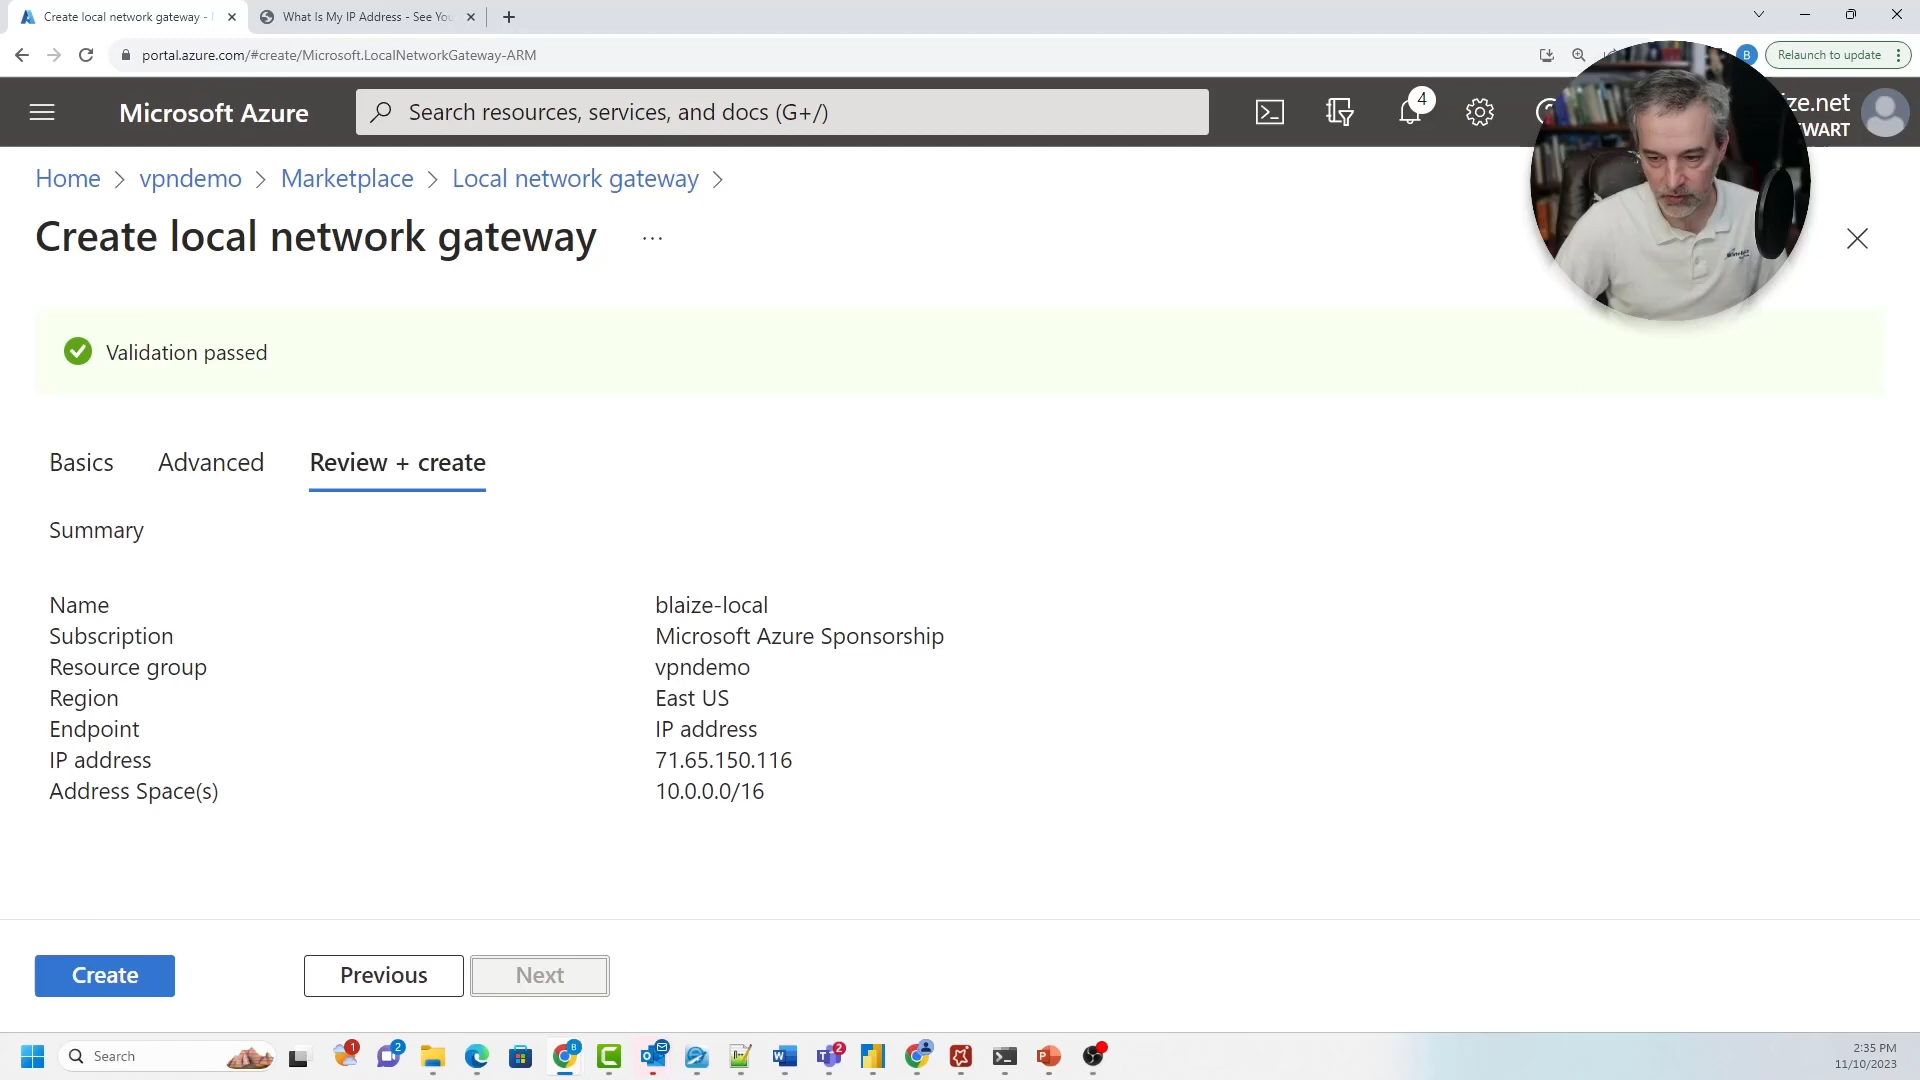 Create local network gateway -
What Is My IP Address - See You
portal.azure.com/#create/Microsoft.LocalNetworkGateway-ARM
B
Relaunch to update
Microsoft Azure
Search resources, services, and docs (G+/)
4
ze.net
WART
Home > vpndemo > Marketplace > Local network gateway >
Create local network gateway ...
Validation passed
Basics
Advanced
Review + create
Summary
Name blaize-local
Subscription Microsoft Azure Sponsorship
Resource group vpndemo
Region East US
Endpoint IP address
IP address 71.65.150.116
Address Space(s) 10.0.0.0/16
Create
Previous
Next
Search
1
2
B
2
2:35 PM
11/10/2023